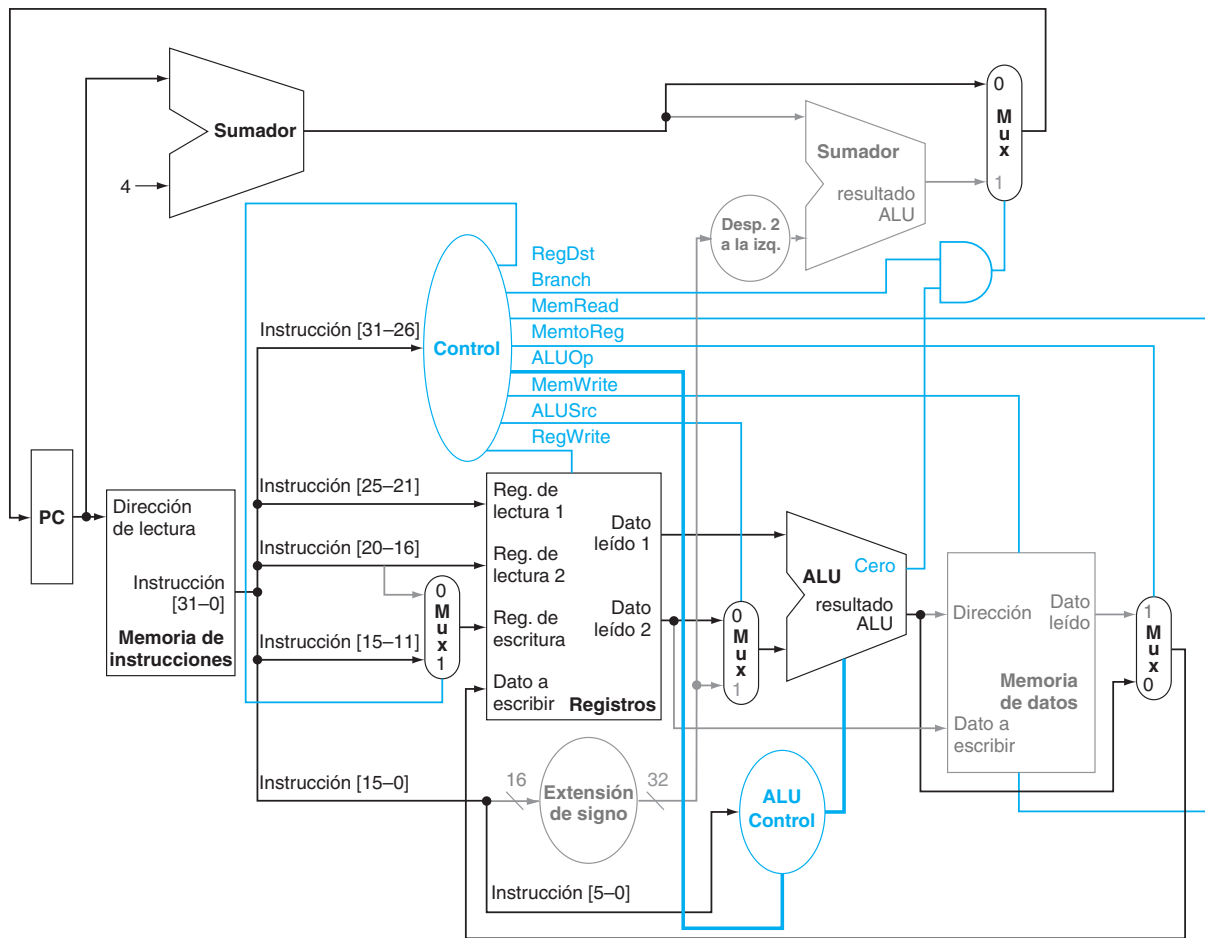 0
M
u
x
1
Sumador
Sumador
resultado
ALU
4
Desp. 2
a la izq.
RegDst
Branch
MemRead
MemtoReg
ALUOp
MemWrite
ALUSrc
RegWrite
Control
Instrucción [31–26]
Instrucción [25–21]
Instrucción [20–16]
Instrucción [15–11]
Instrucción [15–0]
PC
Dirección
de lectura
Instrucción
[31–0]
Memoria de
instrucciones
0
M
u
x
1
Reg. de
lectura 1
Reg. de
lectura 2
Reg. de
escritura
Dato a
escribir
Dato
leído 1
Dato
leído 2
Registros
0
M
u
x
1
Cero
ALU
resultado
ALU
Dirección
Dato
leído
Memoria
de datos
Dato a
escribir
1
M
u
x
0
16
Extensión
de signo
32
ALU
Control
Instrucción [5–0]